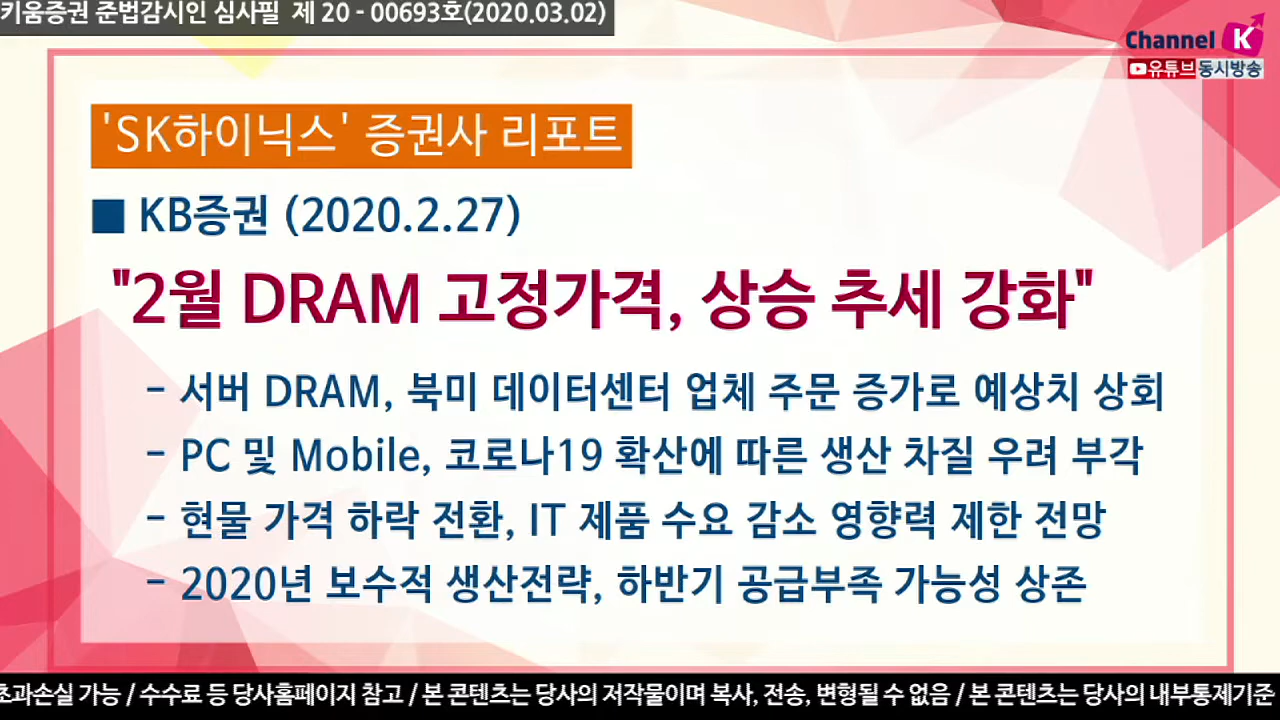 키움증권 준법감시인 심사필 제 20 - 00693호(2020.03.02)
Channel K
유튜브동시방송
'SK하이닉스' 증권사 리포트
■ KB증권 (2020.2.27)
"2월 DRAM 고정가격, 상승 추세 강화"
- 서버 DRAM, 북미 데이터센터 업체 주문 증가로 예상치 상회
- PC 및 Mobile, 코로나19 확산에 따른 생산 차질 우려 부각
- 현물 가격 하락 전환, IT 제품 수요 감소 영향력 제한 전망
- 2020년 보수적 생산전략, 하반기 공급부족 가능성 상존
초과손실 가능 / 수수료 등 당사홈페이지 참고 / 본 콘텐츠는 당사의 저작물이며 복사, 전송, 변형될 수 없음 / 본 콘텐츠는 당사의 내부통제기준